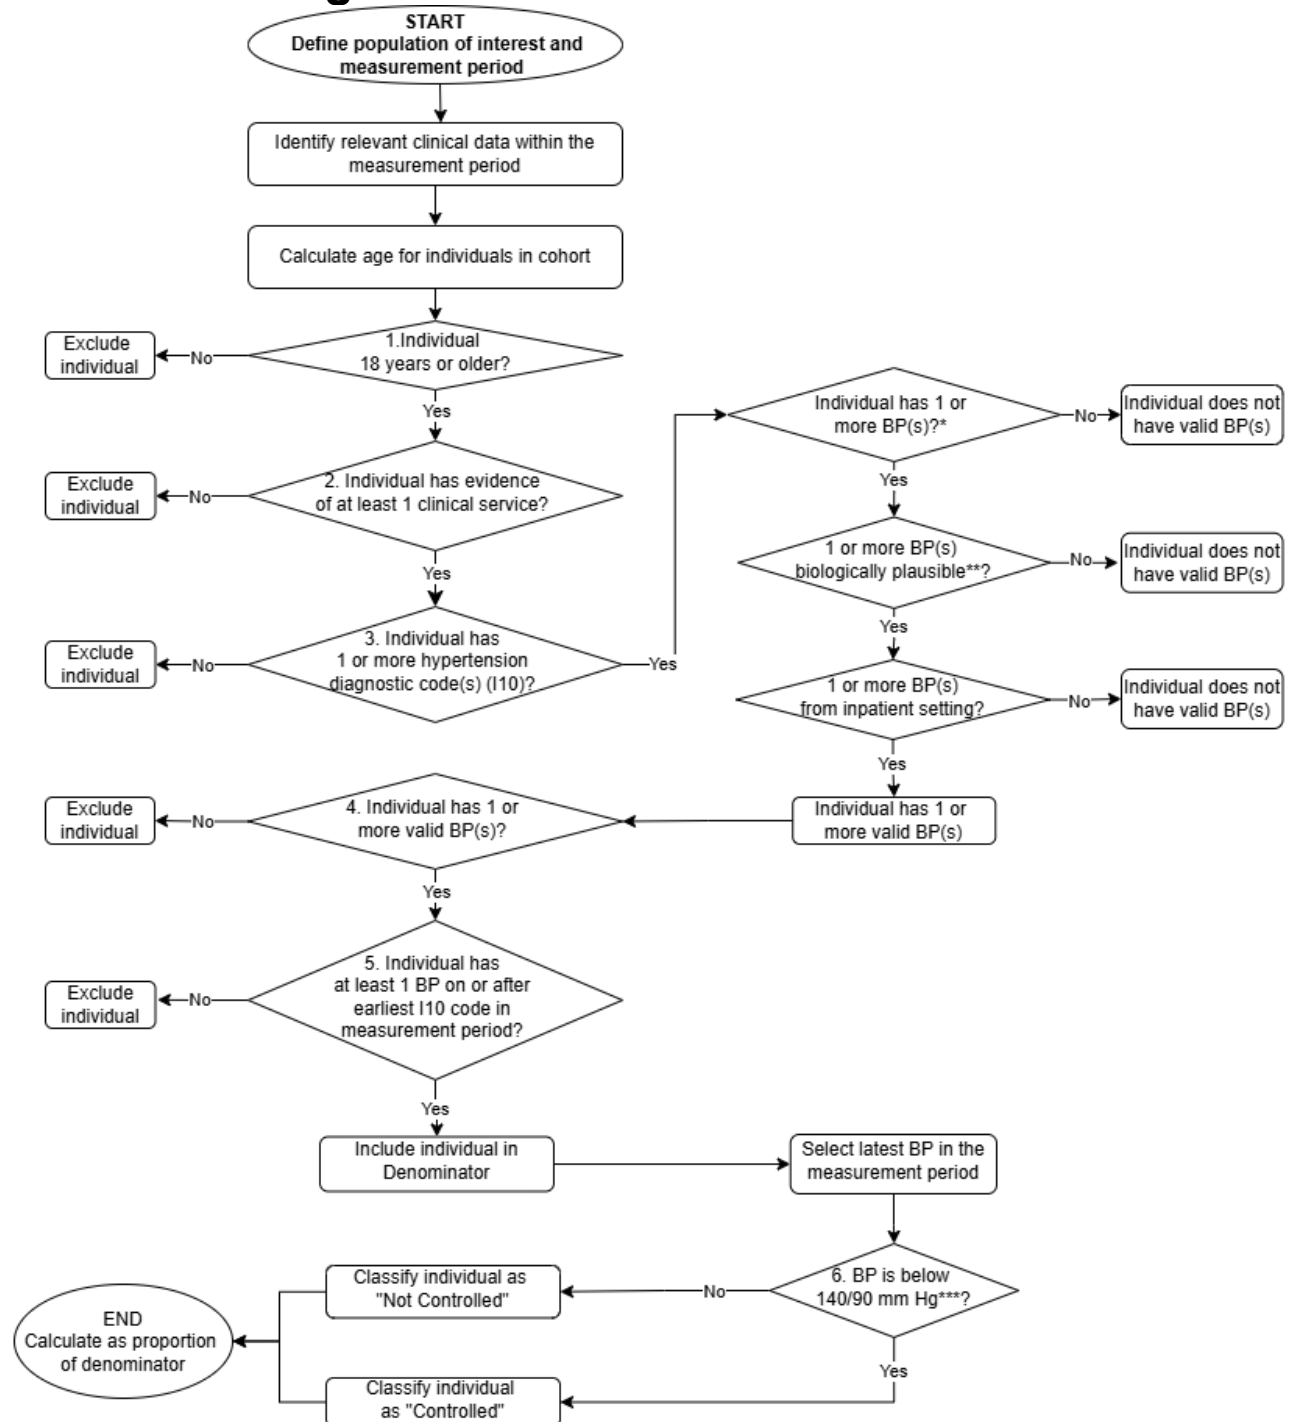 START
Define population of interest and
measurement period
Identify relevant clinical data within the
measurement period
Calculate age for individuals in cohort
1.Individual
18 years or older?
No
Exclude
individual
Yes
2. Individual has evidence
of at least 1 clinical service?
No
Exclude
individual
Yes
3. Individual has
1 or more hypertension
diagnostic code(s) (I10)?
No
Exclude
individual
Yes
Individual has 1 or
more BP(s)?*
No
Individual does not
have valid BP(s)
Yes
1 or more BP(s)
biologically plausible**?
No
Individual does not
have valid BP(s)
Yes
1 or more BP(s)
from inpatient setting?
No
Individual does not
have valid BP(s)
Yes
Individual has 1 or
more valid BP(s)
4. Individual has 1 or
more valid BP(s)?
No
Exclude
individual
Yes
5. Individual has
at least 1 BP on or after
earliest I10 code in
measurement period?
No
Exclude
individual
Yes
Include individual in
Denominator
Select latest BP in the
measurement period
6. BP is below
140/90 mm Hg***?
No
Classify individual as
"Not Controlled"
Yes
Classify individual
as "Controlled"
END
Calculate as proportion
of denominator